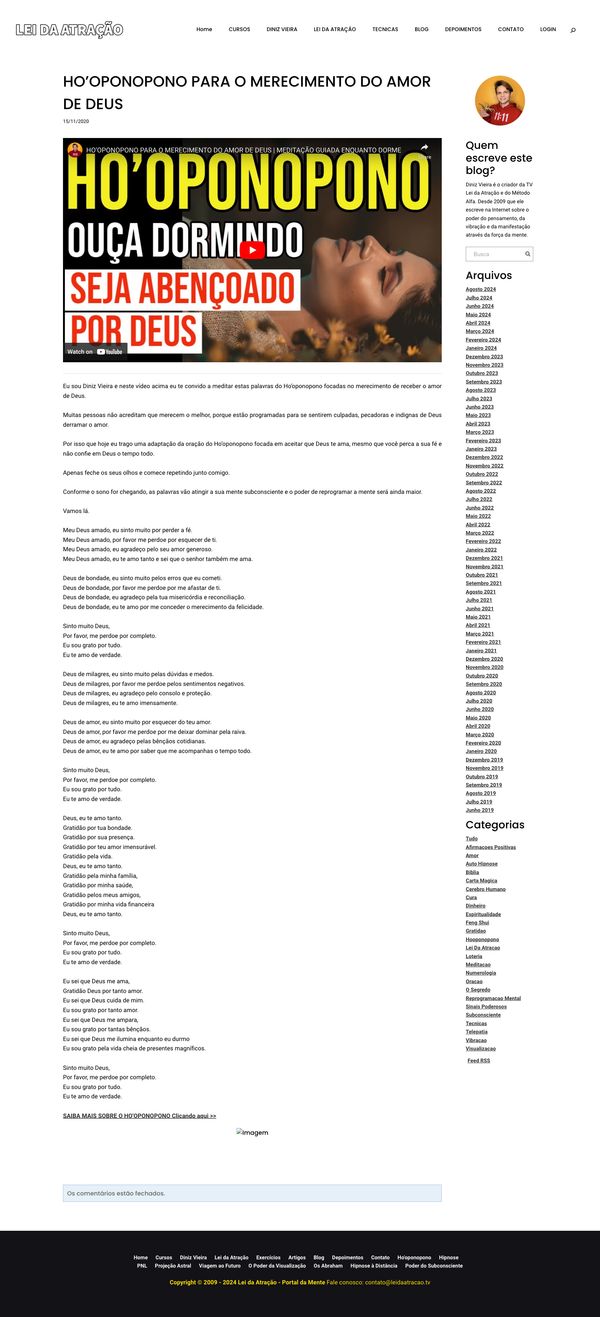 LEI DA ATRAÇÃO
Home CURSOS DINIZ VIEIRA LEI DA ATRAÇÃO TECNICAS BLOG DEPOIMENTOS CONTATO LOGIN
HO’OPONOPONO PARA O MERECIMENTO DO AMOR
DE DEUS
15/11/2020
HO’OPONOPONO PARA O MERECIMENTO DO AMOR DE DEUS | MEDITAÇÃO GUIADA ENQUANTO DORME
HO’OPONOPONO
OUÇA DORMINDO
SEJA ABENÇOADO
POR DEUS
Watch on YouTube
Eu sou Diniz Vieira e neste vídeo acima eu te convido a meditar estas palavras do Ho'oponopono focadas no merecimento de receber o amor
de Deus.
Muitas pessoas não acreditam que merecem o melhor, porque estão programadas para se sentirem culpadas, pecadoras e indignas de Deus
derramar o amor.
Por isso que hoje eu trago uma adaptação da oração do Ho'oponopono focada em aceitar que Deus te ama, mesmo que você perca a sua fé e
não confie em Deus o tempo todo.
Apenas feche os seus olhos e comece repetindo junto comigo.
Conforme o sono for chegando, as palavras vão atingir a sua mente subconsciente e o poder de reprogramar a mente será ainda maior.
Vamos lá.
Meu Deus amado, eu sinto muito por perder a fé.
Meu Deus amado, por favor me perdoe por esquecer de ti.
Meu Deus amado, eu agradeço pelo seu amor generoso.
Meu Deus amado, eu te amo tanto e sei que o senhor também me ama.
Deus de bondade, eu sinto muito pelos erros que eu cometi.
Deus de bondade, por favor me perdoe por me afastar de ti.
Deus de bondade, eu agradeço pela tua misericórdia e reconciliação.
Deus de bondade, eu te amo por me conceder o merecimento da felicidade.
Sinto muito Deus,
Por favor, me perdoe por completo.
Eu sou grato por tudo.
Eu te amo de verdade.
Deus de milagres, eu sinto muito pelas dúvidas e medos.
Deus de milagres, por favor me perdoe pelos sentimentos negativos.
Deus de milagres, eu agradeço pelo consolo e proteção.
Deus de milagres, eu te amo imensamente.
Deus de amor, eu sinto muito por esquecer do teu amor.
Deus de amor, por favor me perdoe por me deixar dominar pela raiva.
Deus de amor, eu agradeço pelas bênçãos cotidianas.
Deus de amor, eu te amo por saber que me acompanhas o tempo todo.
Sinto muito Deus,
Por favor, me perdoe por completo.
Eu sou grato por tudo.
Eu te amo de verdade.
Deus, eu te amo tanto.
Gratidão por tua bondade.
Gratidão por sua presença.
Gratidão por teu amor imensurável.
Gratidão pela vida.
Deus, eu te amo tanto.
Gratidão pela minha família,
Gratidão por minha saúde,
Gratidão pelos meus amigos,
Gratidão por minha vida financeira
Deus, eu te amo tanto.
Sinto muito Deus,
Por favor, me perdoe por completo.
Eu sou grato por tudo.
Eu te amo de verdade.
Eu sei que Deus me ama,
Gratidão Deus por tanto amor.
Eu sei que Deus cuida de mim.
Eu sou grato por tanto amor.
Eu sei que Deus me ampara,
Eu sou grato por tantas bênçãos.
Eu sei que Deus me ilumina enquanto eu durmo
Eu sou grato pela vida cheia de presentes magníficos.
Sinto muito Deus,
Por favor, me perdoe por completo.
Eu sou grato por tudo.
Eu te amo de verdade.
SAIBA MAIS SOBRE O HO'OPONOPONO Clicando aqui >>
Imagem
Os comentários estão fechados.
11:11
Quem
escreve este
blog?
Diniz Vieira é o criador da TV
Lei da Atração e do Método
Alfa. Desde 2009 que ele
escreve na Internet sobre o
poder do pensamento, da
vibração e da manifestação
através da força da mente.
Busca
Arquivos
Agosto 2024
Julho 2024
Junho 2024
Maio 2024
Abril 2024
Março 2024
Fevereiro 2024
Janeiro 2024
Dezembro 2023
Novembro 2023
Outubro 2023
Setembro 2023
Agosto 2023
Julho 2023
Junho 2023
Maio 2023
Abril 2023
Março 2023
Fevereiro 2023
Janeiro 2023
Dezembro 2022
Novembro 2022
Outubro 2022
Setembro 2022
Agosto 2022
Julho 2022
Junho 2022
Maio 2022
Abril 2022
Março 2022
Fevereiro 2022
Janeiro 2022
Dezembro 2021
Novembro 2021
Outubro 2021
Setembro 2021
Agosto 2021
Julho 2021
Junho 2021
Maio 2021
Abril 2021
Março 2021
Fevereiro 2021
Janeiro 2021
Dezembro 2020
Novembro 2020
Outubro 2020
Setembro 2020
Agosto 2020
Julho 2020
Junho 2020
Maio 2020
Abril 2020
Março 2020
Fevereiro 2020
Janeiro 2020
Dezembro 2019
Novembro 2019
Outubro 2019
Setembro 2019
Agosto 2019
Julho 2019
Junho 2019
Categorias
Tudo
Afirmacoes Positivas
Amor
Auto Hipnose
Bíblia
Carta Magica
Cerebro Humano
Cura
Dinheiro
Espiritualidade
Feng Shui
Gratidao
Hooponopono
Lei Da Atracao
Loteria
Meditacao
Numerologia
Oracao
O Segredo
Reprogramacao Mental
Sinais Poderosos
Subconsciente
Tecnicas
Telepatia
Vibracao
Visualizacao
Feed RSS
Home Cursos Diniz Vieira Lei da Atração Exercícios Artigos Blog Depoimentos Contato Ho'oponopono Hipnose
PNL Projeção Astral Viagem ao Futuro O Poder da Visualização Os Abraham Hipnose à Distância Poder do Subconsciente
Copyright © 2009 - 2024 Lei da Atração - Portal da Mente Fale conosco: contato@leidaatracao.tv